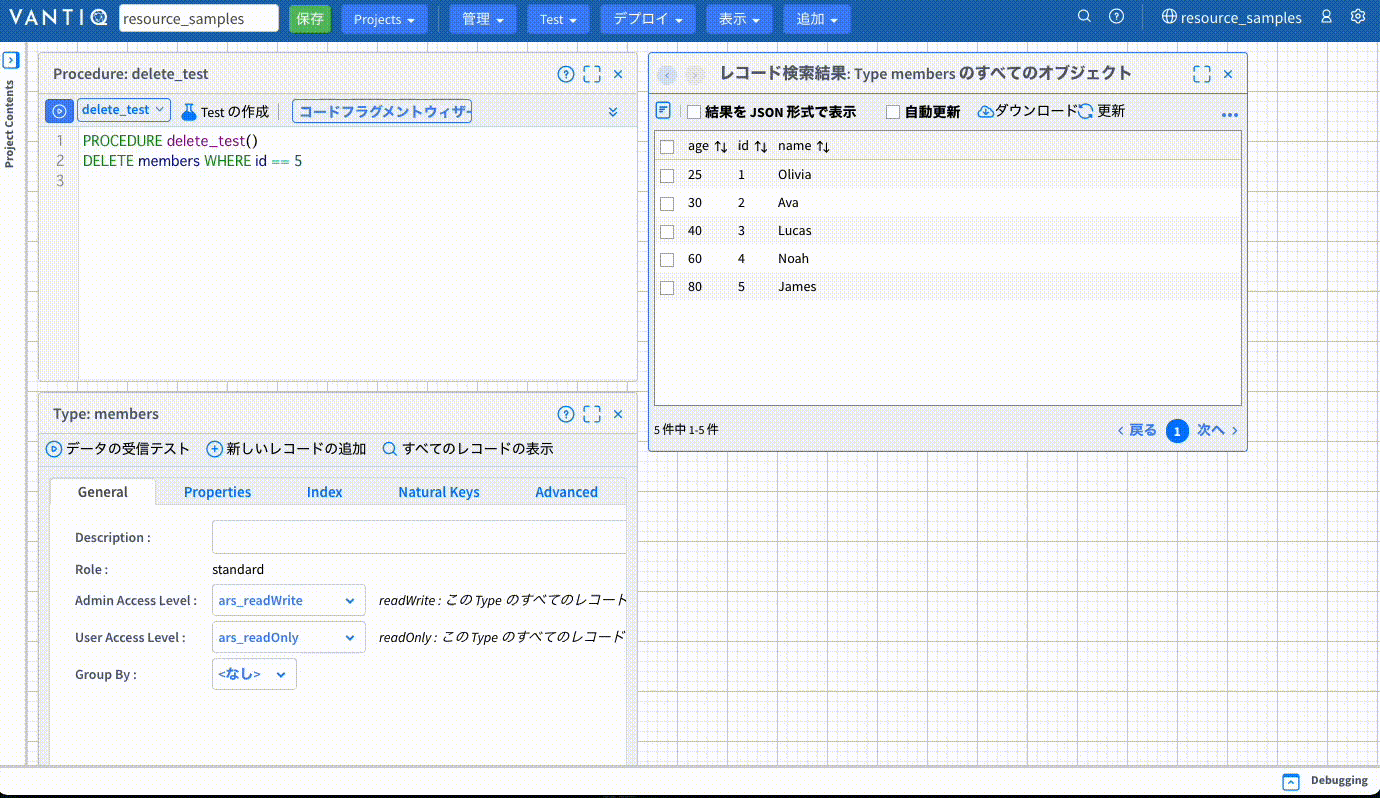 VANTIQ resource_samples 保存 Projects 管理 Test デプロイ 表示 追加 resource_samples
Project Contents
Procedure: delete_test
delete_test Test の作成 コードフラグメントウィザー
1 PROCEDURE delete_test()
2 DELETE members WHERE id == 5
3
レコード検索結果: Type members のすべてのオブジェクト
結果を JSON 形式で表示 自動更新 ダウンロード 更新
age id name
25 1 Olivia
30 2 Ava
40 3 Lucas
60 4 Noah
80 5 James
5 件中 1-5 件 戻る 1 次へ
Type: members
データの受信テスト 新しいレコードの追加 すべてのレコードの表示
General Properties Index Natural Keys Advanced
Description :
Role : standard
Admin Access Level : ars_readWrite readWrite : この Type のすべてのレコード
User Access Level : ars_readOnly readOnly : この Type のすべてのレコード
Group By : <なし>
Debugging